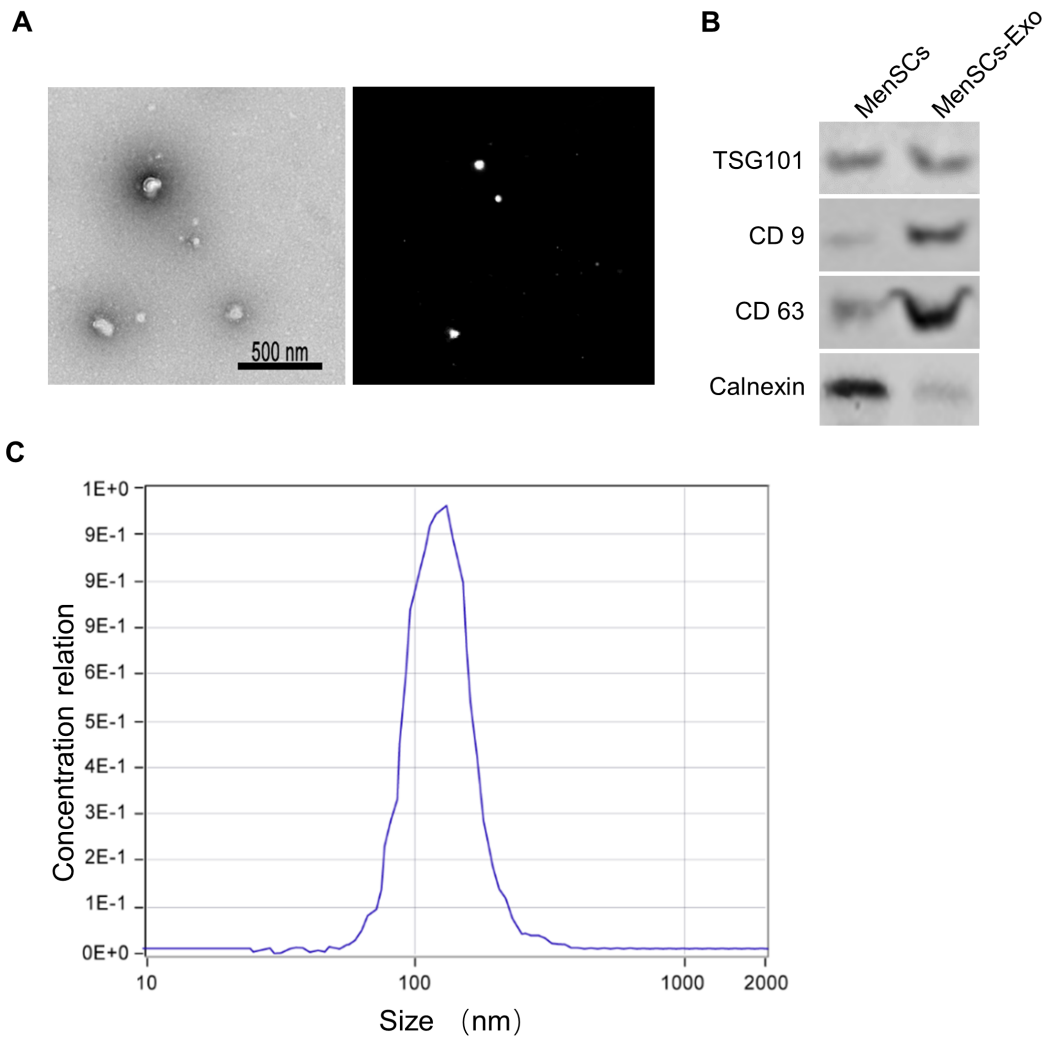 A
500 nm
B
MenSCs
MenSCs-Exo
TSG101
CD 9
CD 63
Calnexin
C
Concentration relation
1E+0
9E-1
9E-1
9E-1
6E-1
5E-1
4E-1
3E-1
2E-1
1E-1
0E+0
10
100
1000
2000
Size （nm）